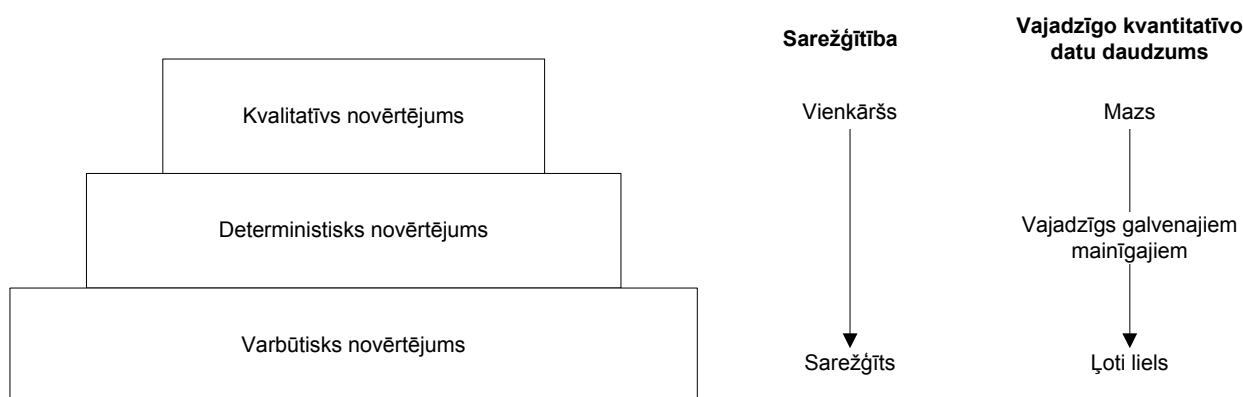 Sarežģītība
Vajadzīgo kvantitatīvo
datu daudzums
Kvalitatīvs novērtējums
Vienkāršs
Mazs
Deterministisks novērtējums
Vajadzīgs galvenajiem
mainīgajiem
Varbūtisks novērtējums
Sarežģīts
Ļoti liels